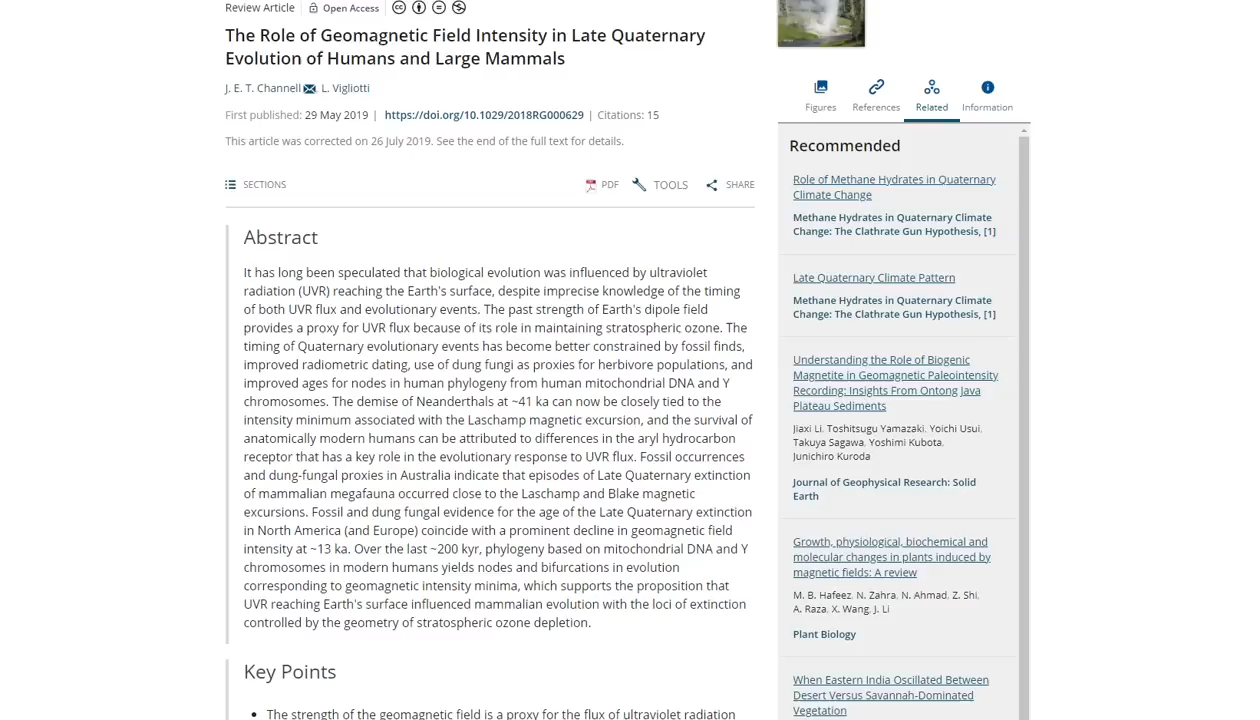 Review Article
Open Access
The Role of Geomagnetic Field Intensity in Late Quaternary
Evolution of Humans and Large Mammals
J. E. T. Channell, L. Vigliotti
First published: 29 May 2019 | https://doi.org/10.1029/2018RG000629 | Citations: 15
This article was corrected on 26 July 2019. See the end of the full text for details.
SECTIONS
PDF
TOOLS
SHARE
Abstract
It has long been speculated that biological evolution was influenced by ultraviolet
radiation (UVR) reaching the Earth's surface, despite imprecise knowledge of the timing
of both UVR flux and evolutionary events. The past strength of Earth's dipole field
provides a proxy for UVR flux because of its role in maintaining stratospheric ozone. The
timing of Quaternary evolutionary events has become better constrained by fossil finds,
improved radiometric dating, use of dung fungi as proxies for herbivore populations, and
improved ages for nodes in human phylogeny from human mitochondrial DNA and Y
chromosomes. The demise of Neanderthals at ~41 ka can now be closely tied to the
intensity minimum associated with the Laschamp magnetic excursion, and the survival of
anatomically modern humans can be attributed to differences in the aryl hydrocarbon
receptor that has a key role in the evolutionary response to UVR flux. Fossil occurrences
and dung-fungal proxies in Australia indicate that episodes of Late Quaternary extinction
of mammalian megafauna occurred close to the Laschamp and Blake magnetic
excursions. Fossil and dung fungal evidence for the age of the Late Quaternary extinction
in North America (and Europe) coincide with a prominent decline in geomagnetic field
intensity at ~13 ka. Over the last ~200 kyr, phylogeny based on mitochondrial DNA and Y
chromosomes in modern humans yields nodes and bifurcations in evolution
corresponding to geomagnetic intensity minima, which supports the proposition that
UVR reaching Earth's surface influenced mammalian evolution with the loci of extinction
controlled by the geometry of stratospheric ozone depletion.
Key Points
• The strength of the geomagnetic field is a proxy for the flux of ultraviolet radiation
Figures
References
Related
Information
Recommended
Role of Methane Hydrates in Quaternary
Climate Change
Methane Hydrates in Quaternary Climate
Change: The Clathrate Gun Hypothesis, [1]
Late Quaternary Climate Pattern
Methane Hydrates in Quaternary Climate
Change: The Clathrate Gun Hypothesis, [1]
Understanding the Role of Biogenic
Magnetite in Geomagnetic Paleointensity
Recording: Insights From Ontong Java
Plateau Sediments
Jiaxi Li, Toshitsugu Yamazaki, Yoichi Usui,
Takuya Sagawa, Yoshimi Kubota,
Junichiro Kuroda
Journal of Geophysical Research: Solid
Earth
Growth, physiological, biochemical and
molecular changes in plants induced by
magnetic fields: A review
M. B. Hafeez, N. Zahra, N. Ahmad, Z. Shi,
A. Raza, X. Wang, J. Li
Plant Biology
When Eastern India Oscillated Between
Desert Versus Savannah-Dominated
Vegetation